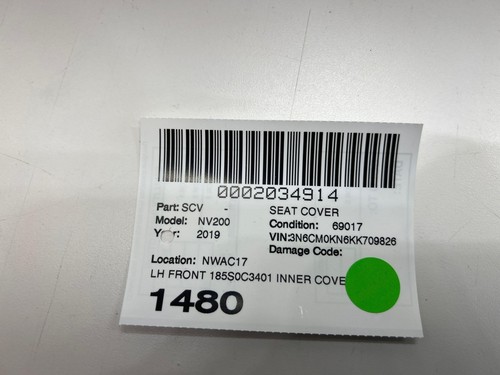 0002034914
Part: SCV - SEAT COVER
Model: NV200 Condition: 69017
Year: 2019 VIN:3N6CM0KN6KK709826
Damage Code:
Location: NWAC17
LH FRONT 185S0C3401 INNER COVE
1480